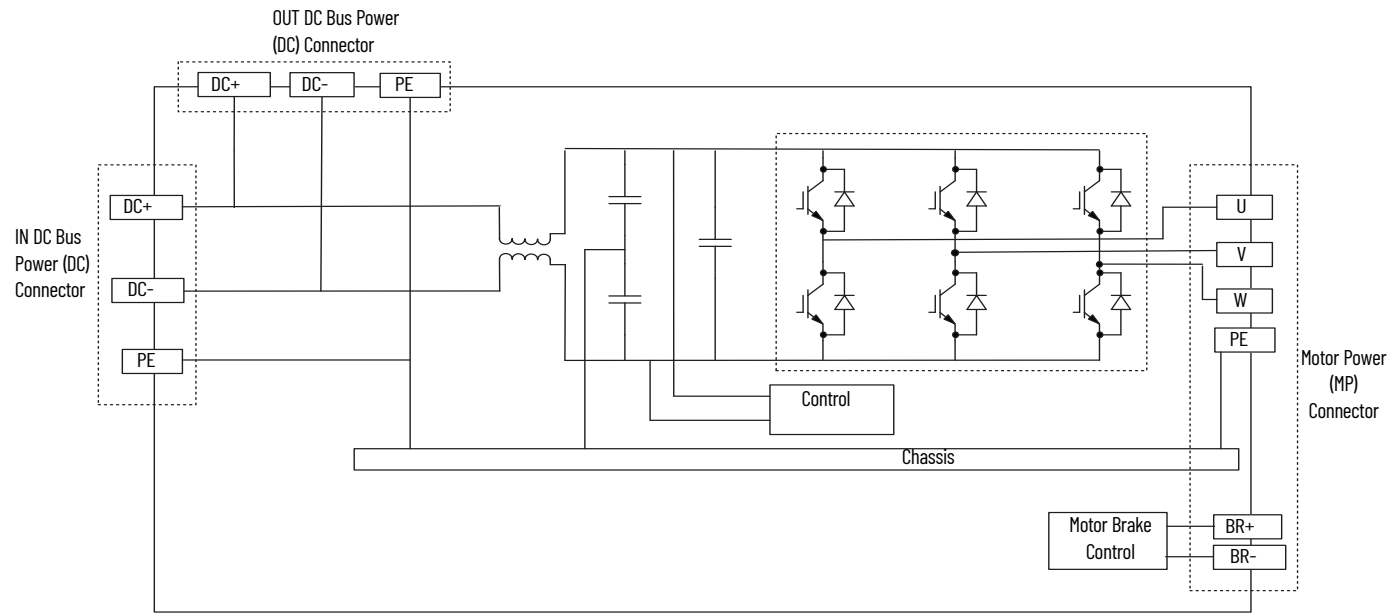 OUT DC Bus Power
(DC) Connector
DC+
DC-
PE
IN DC Bus
Power (DC)
Connector
DC+
DC-
PE
U
V
W
PE
Motor Power
(MP)
Connector
Control
Chassis
Motor Brake
Control
BR+
BR-